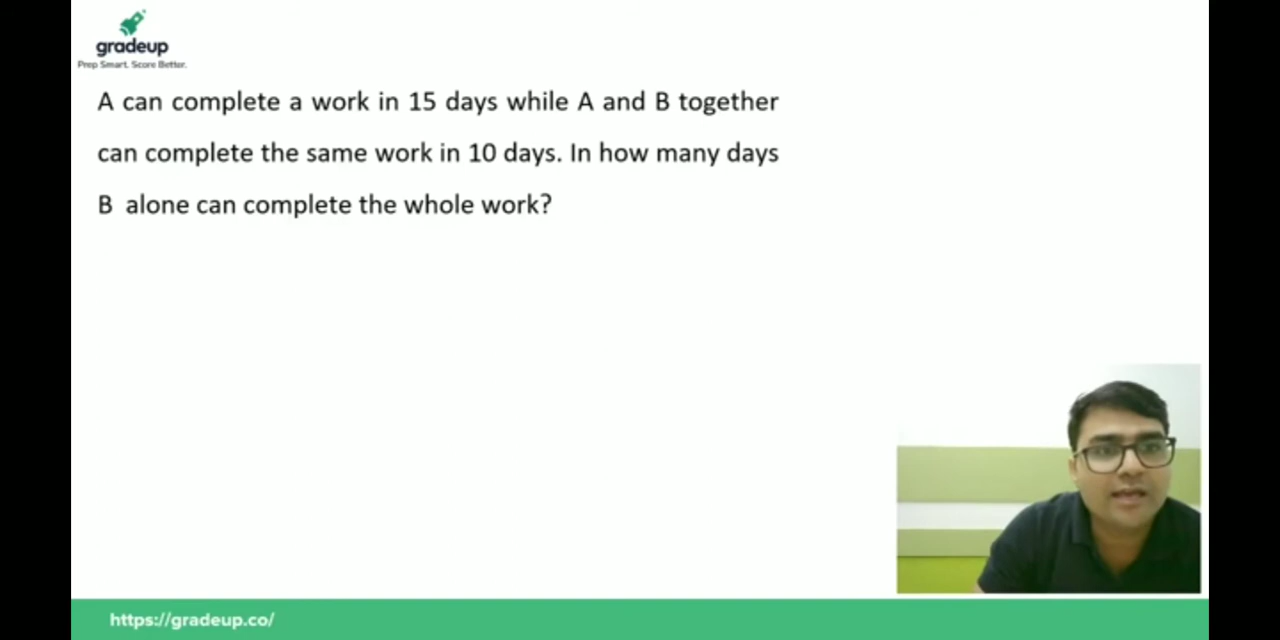 gradeup
Prep Smart. Score Better.
A can complete a work in 15 days while A and B together
can complete the same work in 10 days. In how many days
B alone can complete the whole work?
https://gradeup.co/